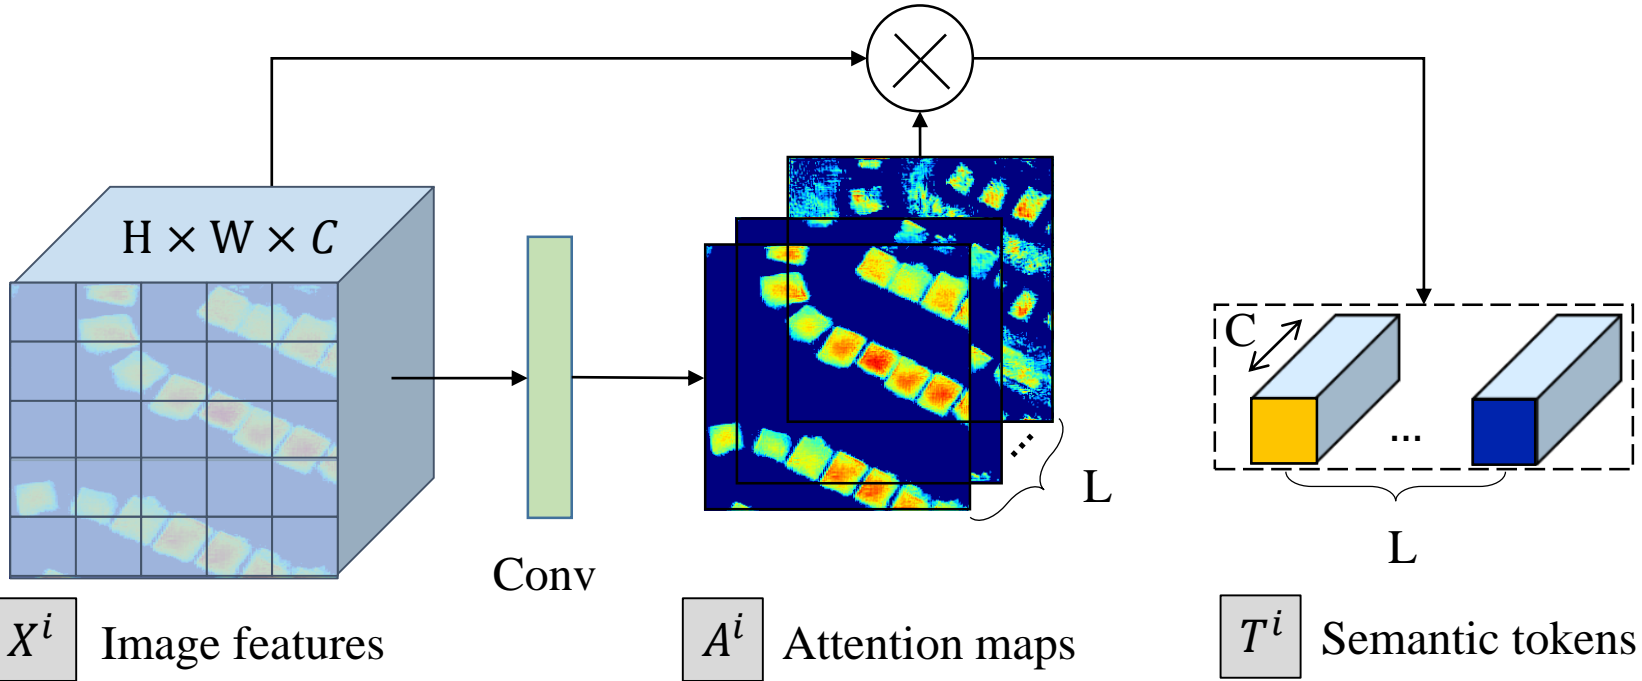 H × W × C
C
...
L
L
Conv
X^i Image features
A^i Attention maps
T^i Semantic tokens